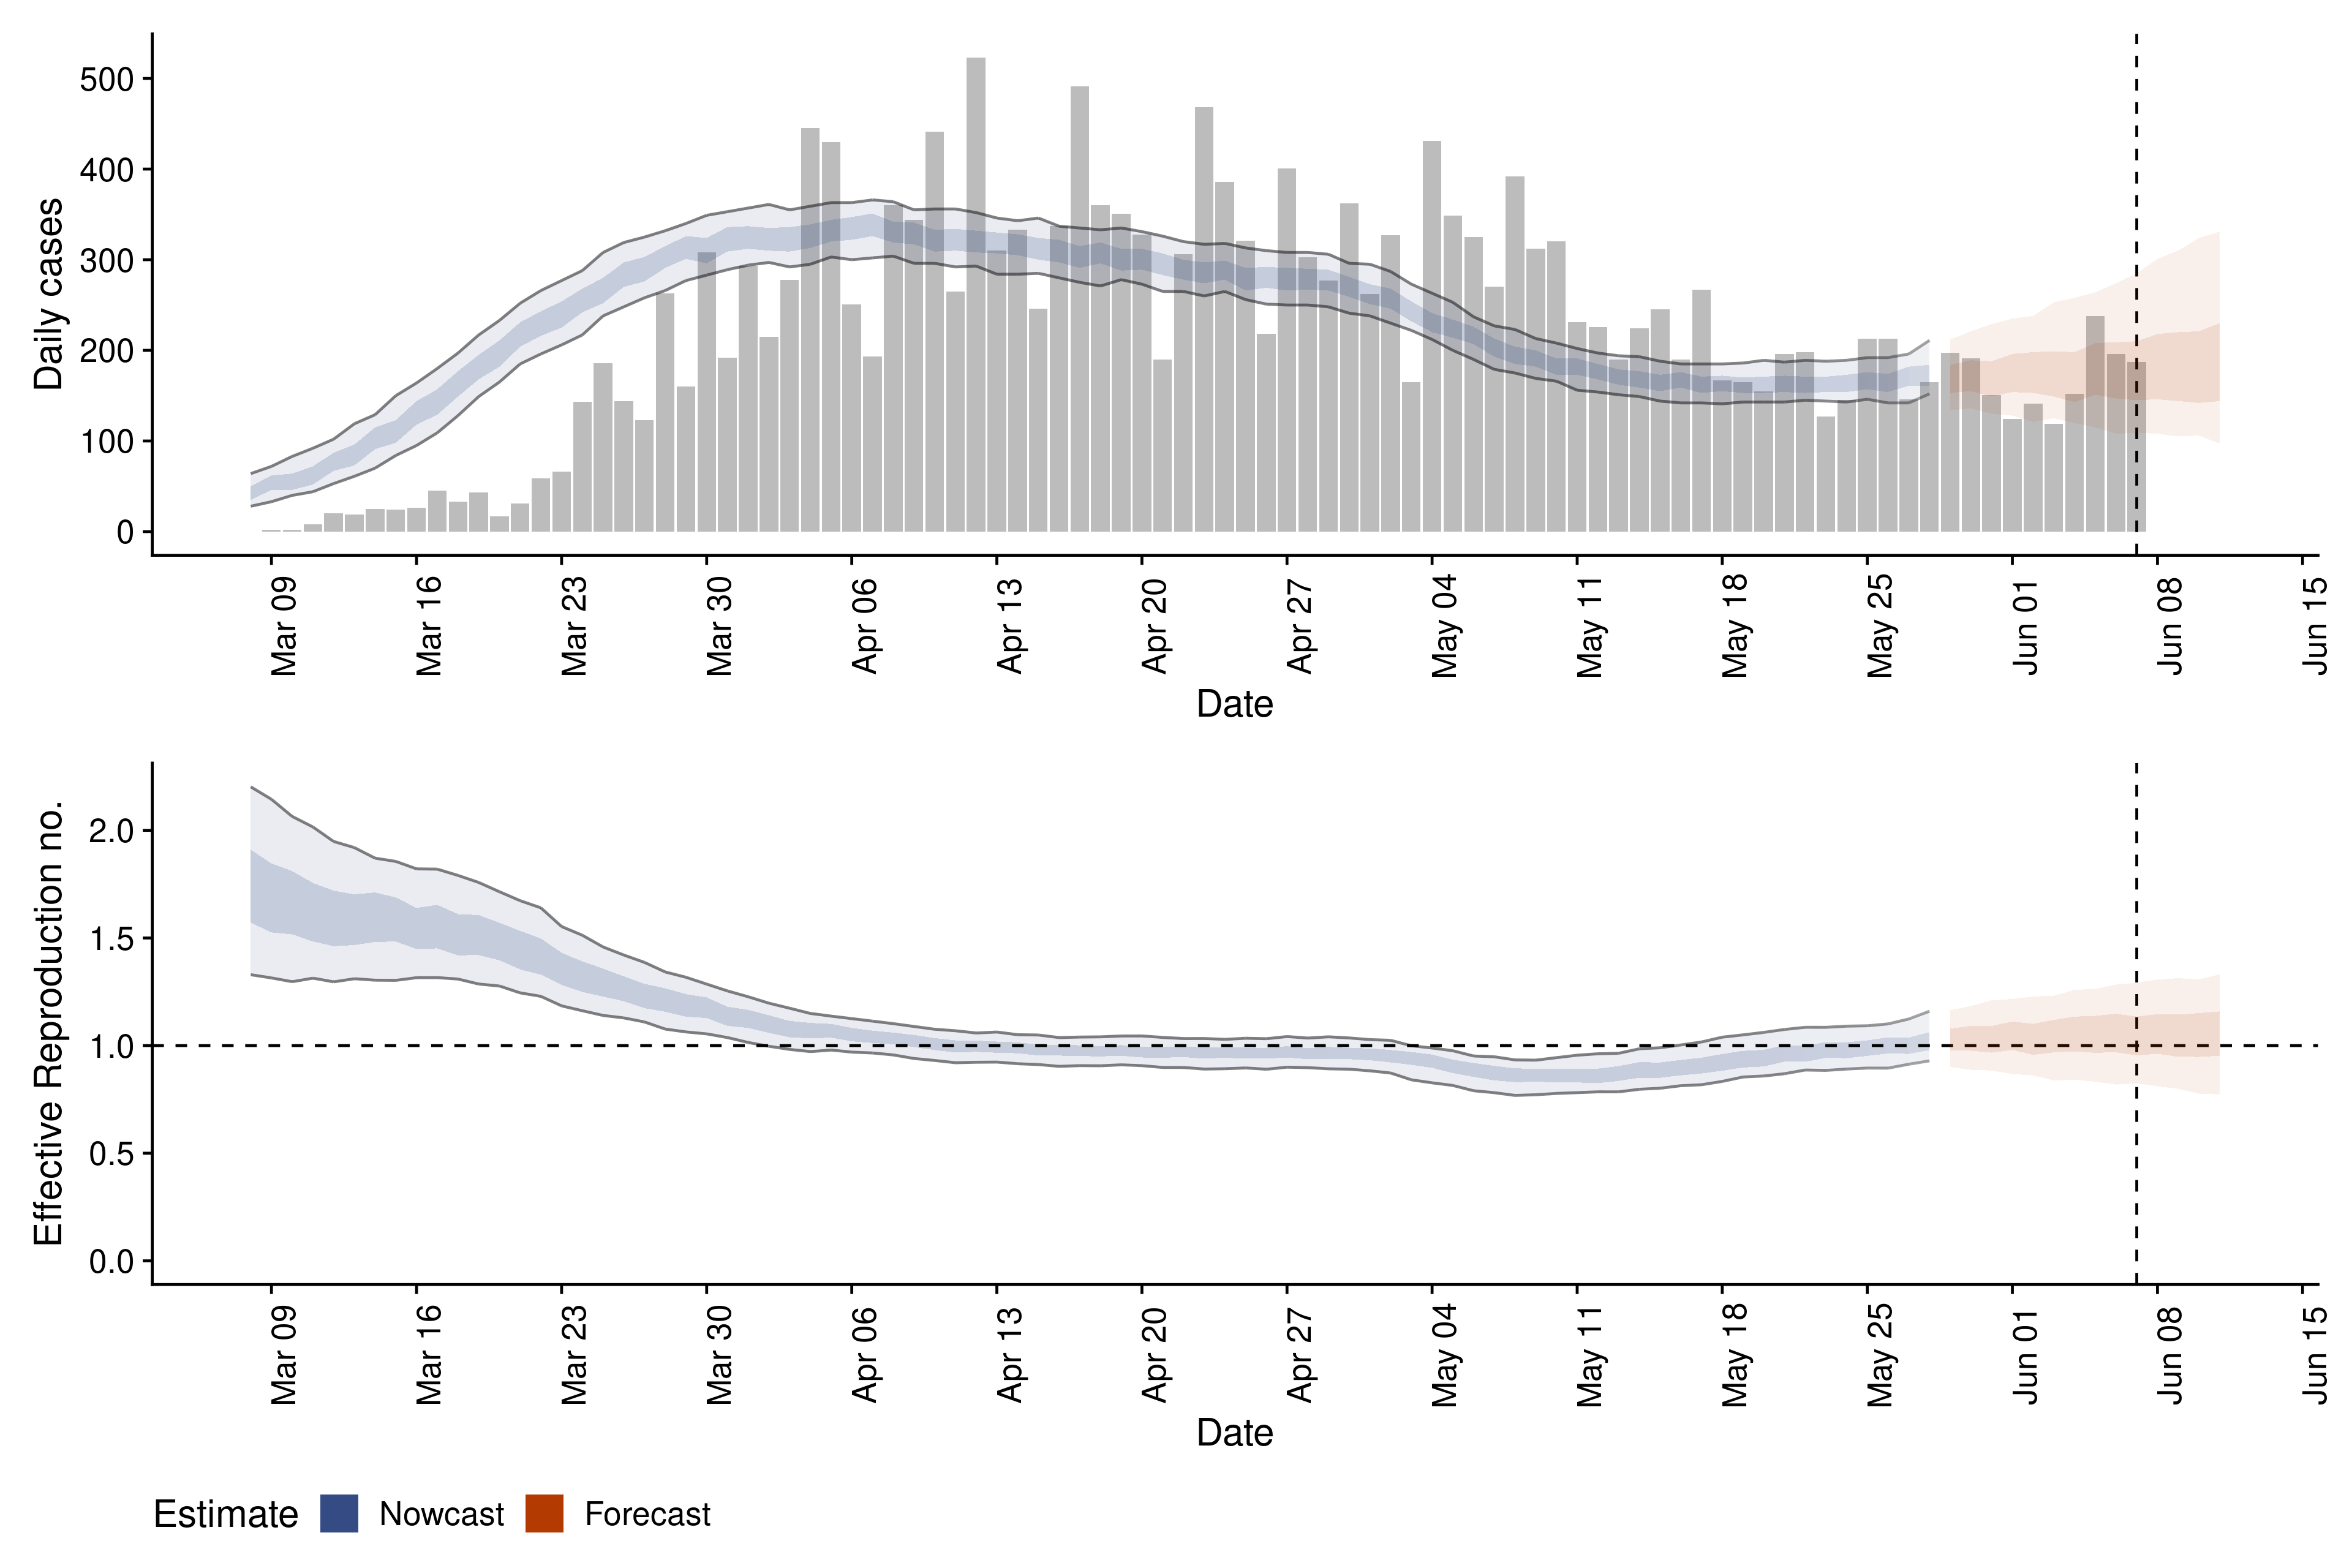 Daily cases
500
400
300
200
100
0
Mar 09
Mar 16
Mar 23
Mar 30
Apr 06
Apr 13
Apr 20
Apr 27
May 04
May 11
May 18
May 25
Jun 01
Jun 08
Jun 15
Date
Effective Reproduction no.
2.0
1.5
1.0
0.5
0.0
Mar 09
Mar 16
Mar 23
Mar 30
Apr 06
Apr 13
Apr 20
Apr 27
May 04
May 11
May 18
May 25
Jun 01
Jun 08
Jun 15
Date
Estimate Nowcast Forecast